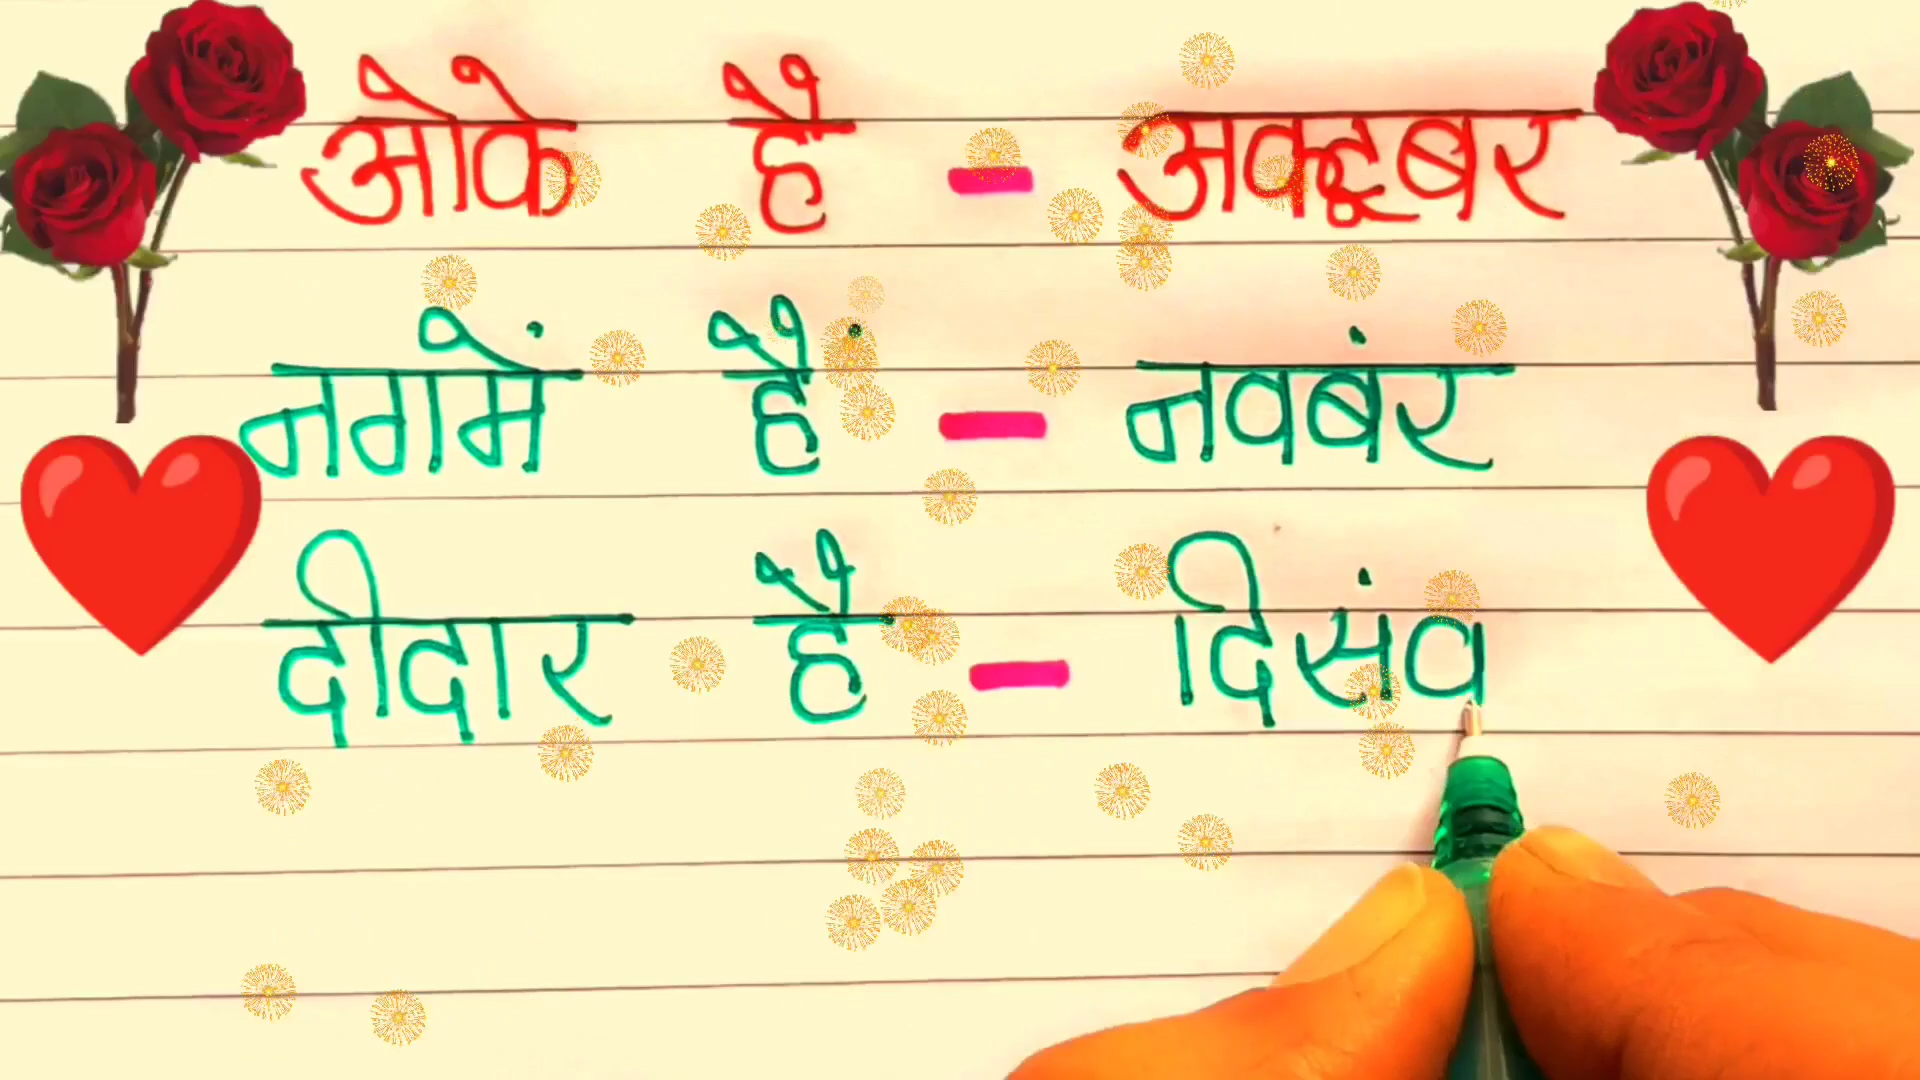 ओके है - अक्टूबर
नगमें है - नवबंर
दीदार है - दिसंव